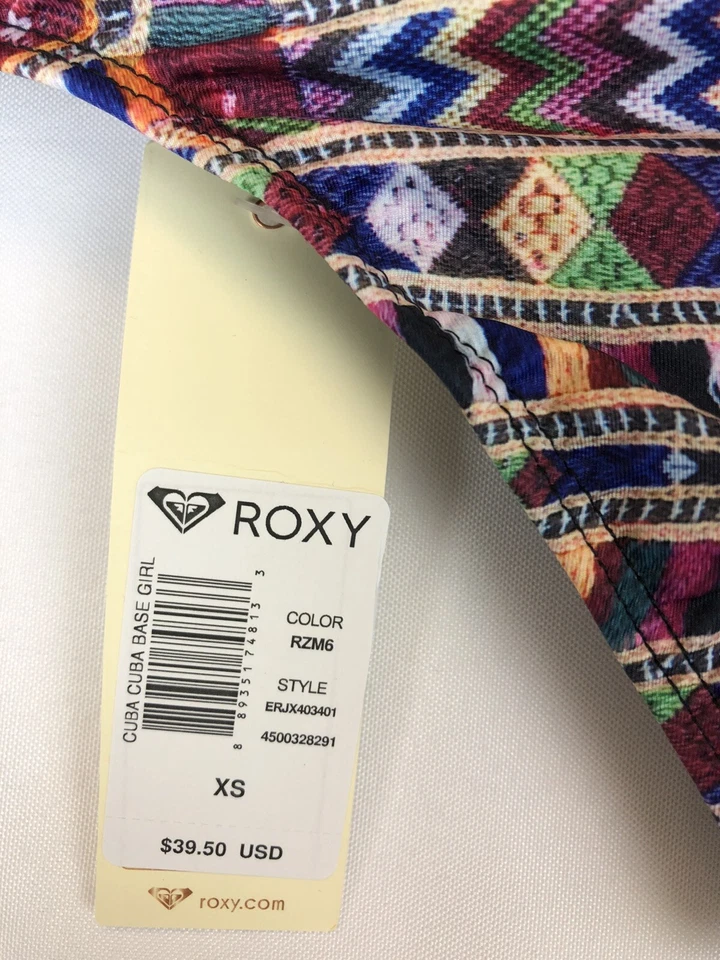 ROXY
CUBA CUBA BASE GIRL
8 89351 74813 3
COLOR
RZM6
STYLE
ERJX403401
4500328291
XS
$39.50 USD
roxy.com